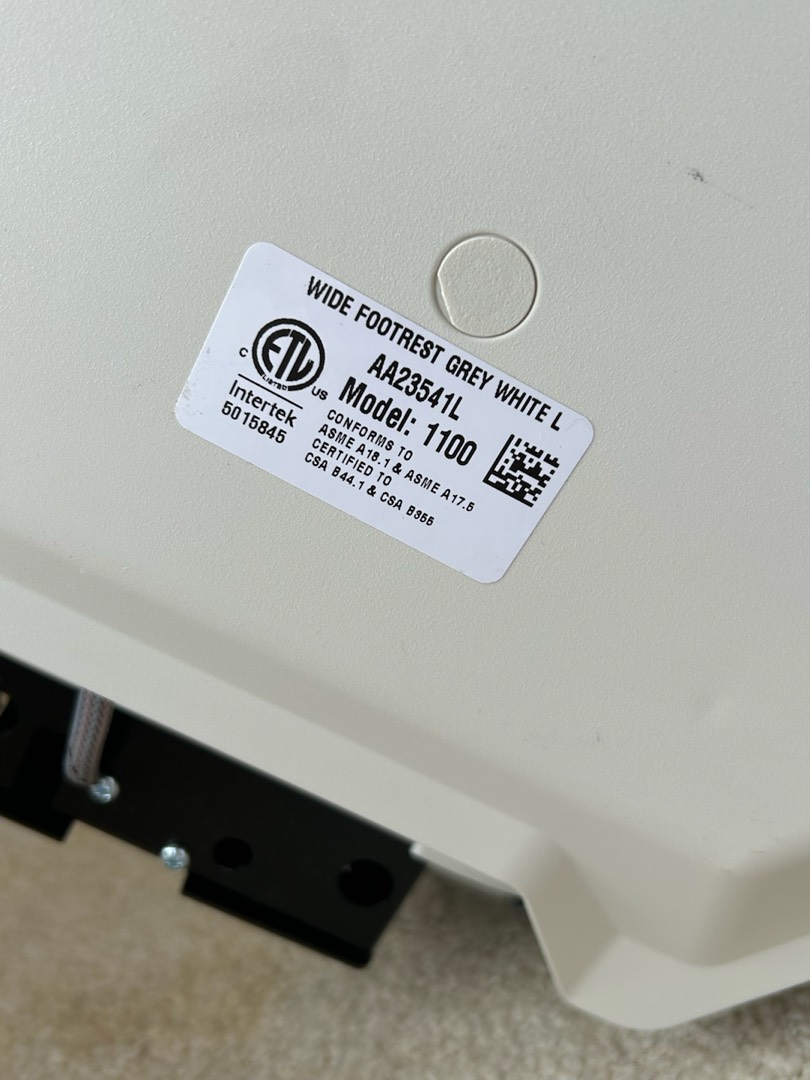 WIDE FOOTREST GREY WHITE L
AA23541L
Model: 1100
ETL
LISTED
C US
Intertek
5015845
CONFORMS TO
ASME A18.1 & ASME A17.5
CERTIFIED TO
CSA B44.1 & CSA B355